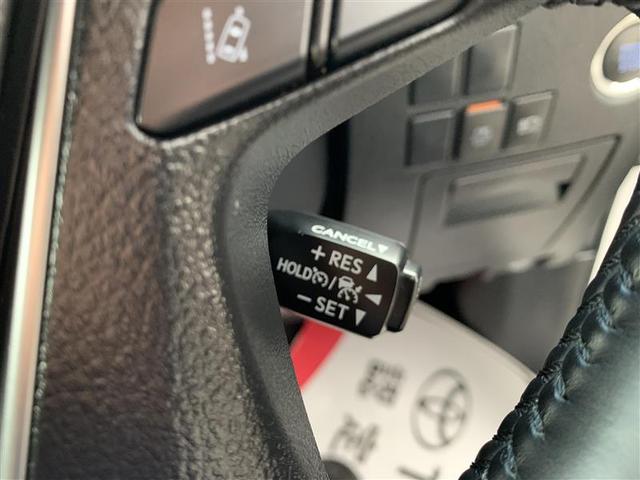 CANCEL▼
+ RES ▲
HOLD / ◀
− SET ▼